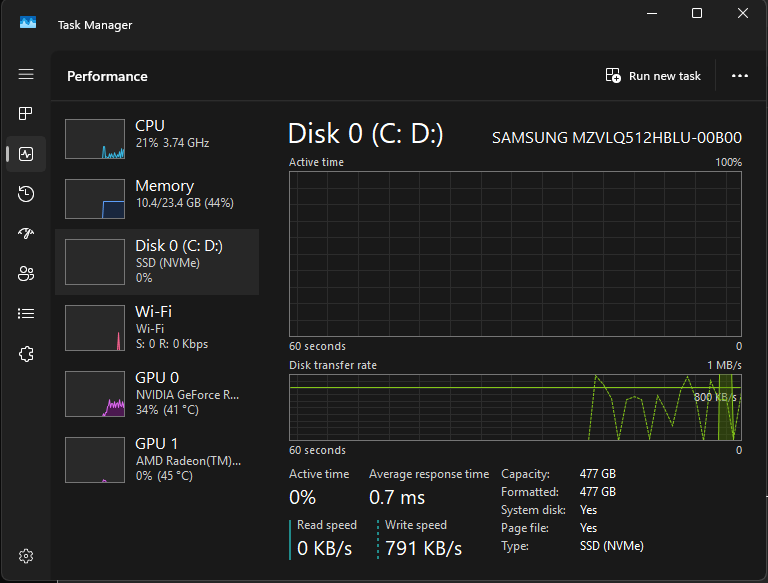 Task Manager
Performance
Run new task
CPU
21% 3.74 GHz
Memory
10.4/23.4 GB (44%)
Disk 0 (C: D:)
SSD (NVMe)
0%
Wi-Fi
Wi-Fi
S: 0 R: 0 Kbps
GPU 0
NVIDIA GeForce R...
34% (41 °C)
GPU 1
AMD Radeon(TM)...
0% (45 °C)
Disk 0 (C: D:) SAMSUNG MZVLQ512HBLU-00B00
Active time 100%
60 seconds 0
Disk transfer rate 1 MB/s
800 KB/s
60 seconds 0
Active time
0%
Average response time
0.7 ms
Read speed
0 KB/s
Write speed
791 KB/s
Capacity: 477 GB
Formatted: 477 GB
System disk: Yes
Page file: Yes
Type: SSD (NVMe)